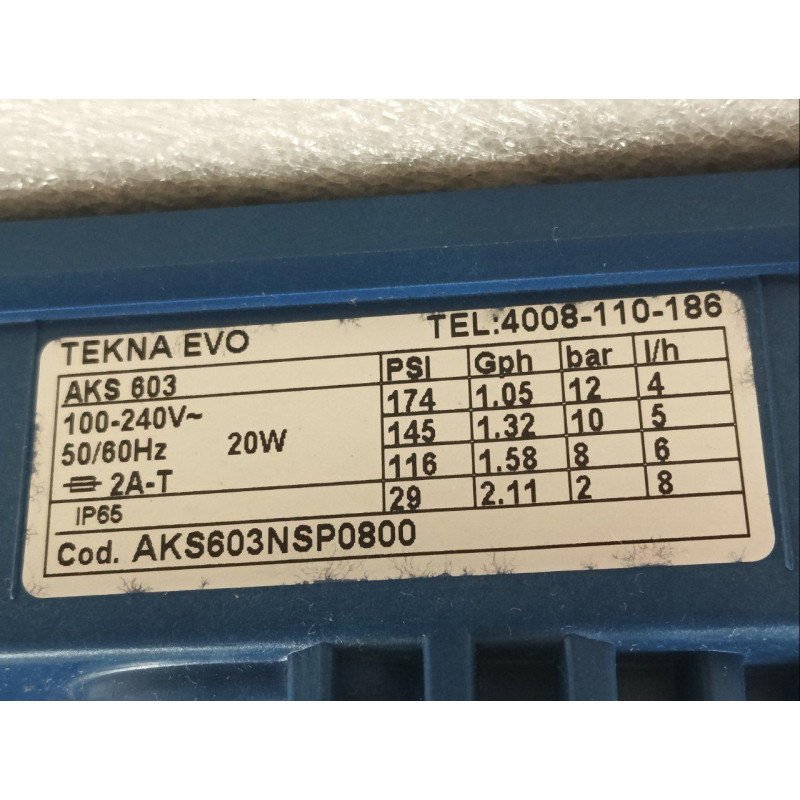 TEKNA EVO TEL:4008-110-186
AKS 603 PSI Gph bar l/h
100-240V~ 174 1.05 12 4
50/60Hz 20W 145 1.32 10 5
2A-T 116 1.58 8 6
IP65 29 2.11 2 8
Cod. AKS603NSP0800